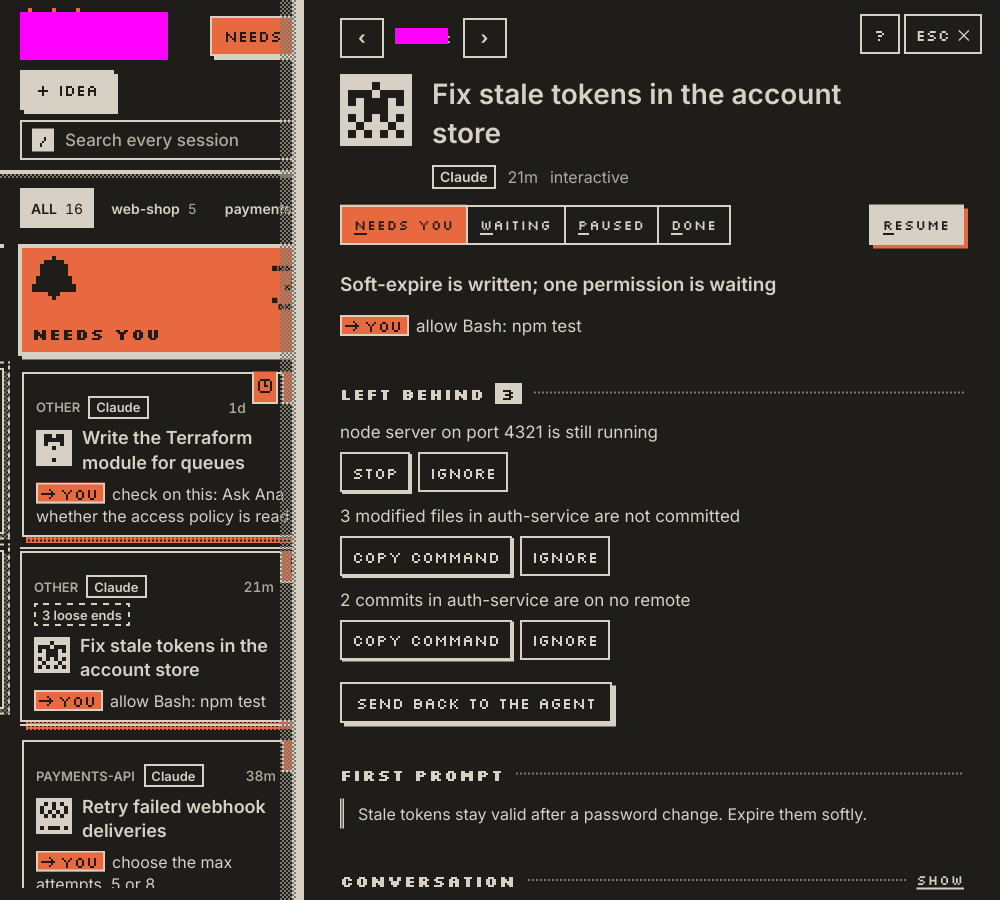 NEEDS
+ IDEA
/ Search every session
ALL 16 web-shop 5 payments
NEEDS YOU
OTHER Claude 1d
Write the Terraform
module for queues
→ YOU check on this: Ask Ana
whether the access policy is read
OTHER Claude 21m
3 loose ends
Fix stale tokens in the
account store
→ YOU allow Bash: npm test
PAYMENTS-API Claude 38m
Retry failed webhook
deliveries
→ YOU choose the max
attempts, 5 or 8
‹ › ? ESC ×
Fix stale tokens in the account
store
Claude 21m interactive
NEEDS YOU WAITING PAUSED DONE RESUME
Soft-expire is written; one permission is waiting
→ YOU allow Bash: npm test
LEFT BEHIND 3
node server on port 4321 is still running
STOP IGNORE
3 modified files in auth-service are not committed
COPY COMMAND IGNORE
2 commits in auth-service are on no remote
COPY COMMAND IGNORE
SEND BACK TO THE AGENT
FIRST PROMPT
Stale tokens stay valid after a password change. Expire them softly.
CONVERSATION SHOW